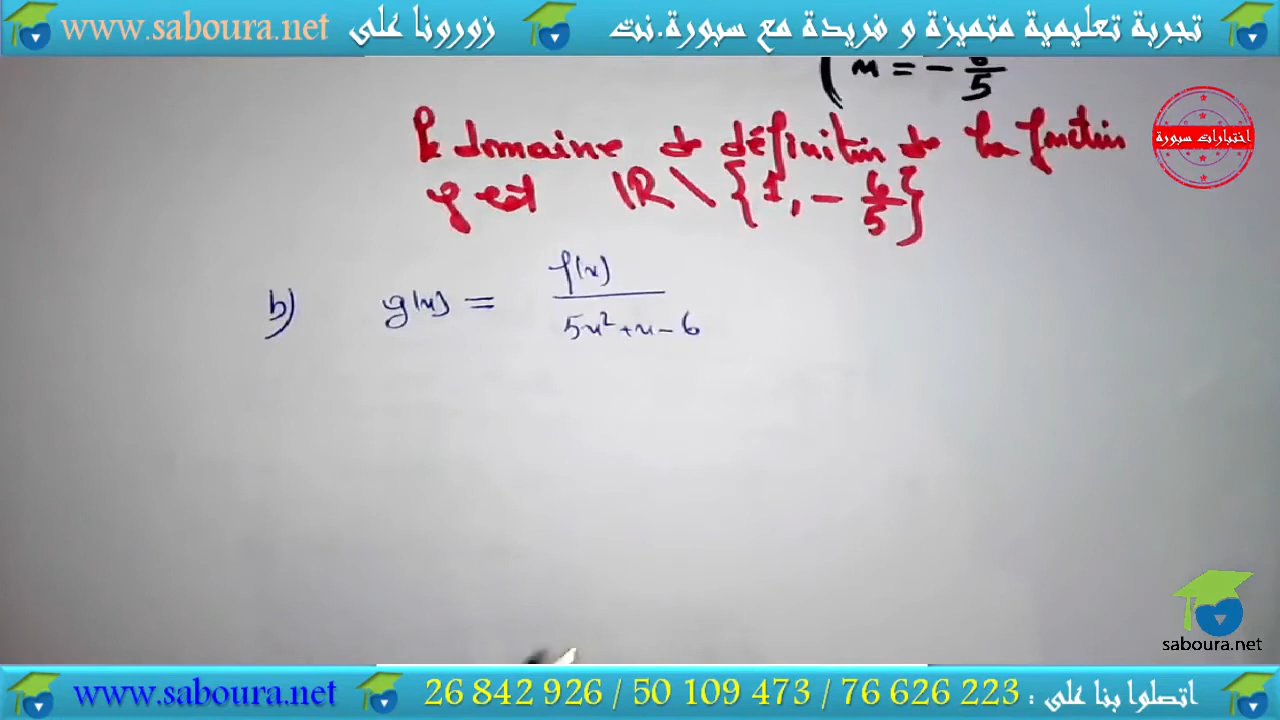 تجربة تعليمية متميزة و فريدة مع سبورة.نت زورونا على www.saboura.net
x = - 6/5
اختبارات سبورة
Le domaine de définition de la fonction
g est ℝ \ {1, - 6/5}
b) g(x) = f(x) / (5x² + x - 6)
saboura.net
اتصلوا بنا على : 26 842 926 / 50 109 473 / 76 626 223 www.saboura.net